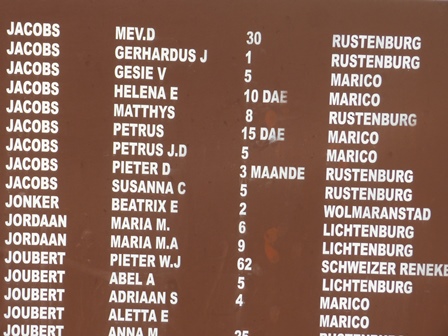 JACOBS MEV.D 30 RUSTENBURG
JACOBS GERHARDUS J 1 RUSTENBURG
JACOBS GESIE V 5 MARICO
JACOBS HELENA E 10 DAE MARICO
JACOBS MATTHYS 8 RUSTENBURG
JACOBS PETRUS 15 DAE MARICO
JACOBS PETRUS J.D 5 MARICO
JACOBS PIETER D 3 MAANDE RUSTENBURG
JACOBS SUSANNA C 5 RUSTENBURG
JONKER BEATRIX E 2 WOLMARANSTAD
JORDAAN MARIA M. 6 LICHTENBURG
JORDAAN MARIA M.A 9 LICHTENBURG
JOUBERT PIETER W.J 62 SCHWEIZER RENEKE
JOUBERT ABEL A 5 LICHTENBURG
JOUBERT ADRIAAN S 4 MARICO
JOUBERT ALETTA E MARICO
JOUBERT ANNA M.